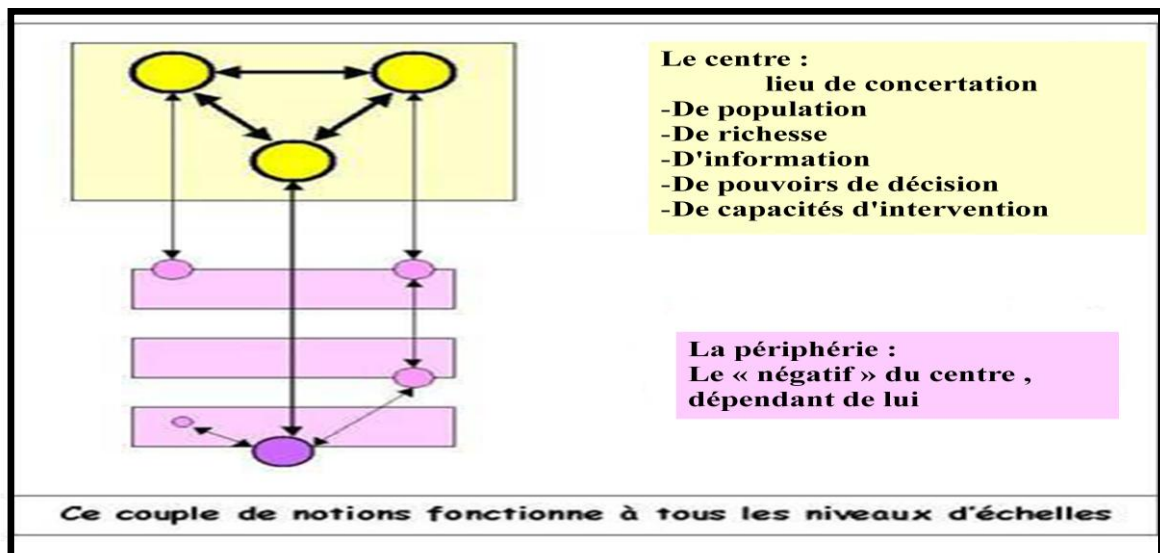 Le centre :
lieu de concertation
-De population
-De richesse
-D'information
-De pouvoirs de décision
-De capacités d'intervention
La périphérie :
Le « négatif » du centre ,
dépendant de lui
Ce couple de notions fonctionne à tous les niveaux d'échelles